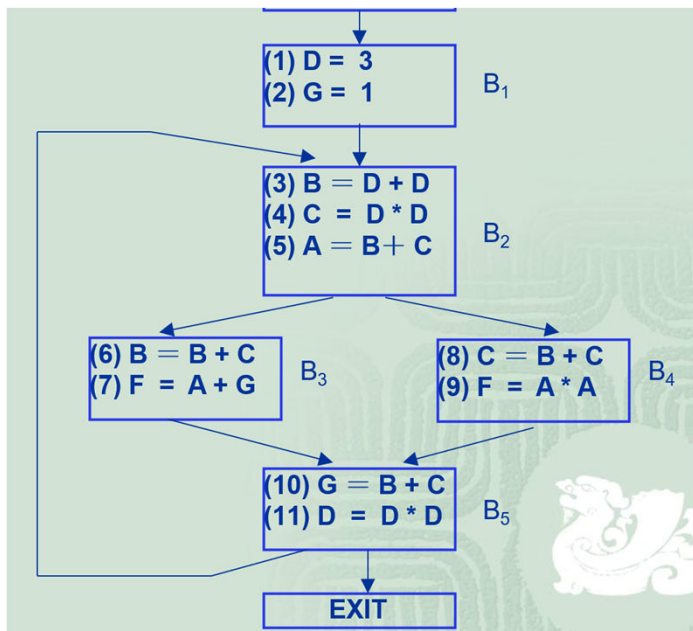 (1) D = 3
(2) G = 1
B1
(3) B = D + D
(4) C = D * D
(5) A = B + C
B2
(6) B = B + C
(7) F = A + G
B3
(8) C = B + C
(9) F = A * A
B4
(10) G = B + C
(11) D = D * D
B5
EXIT